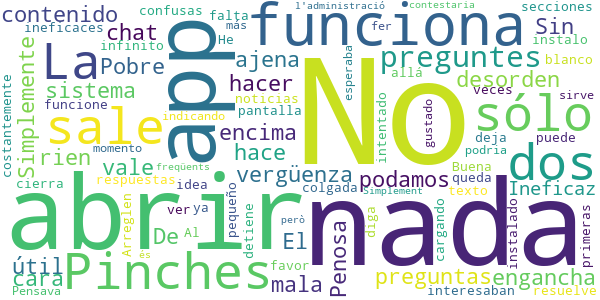 contenido
confusas
falta
l'administració
contestaria
secciones
ineficaces
chat
He
más
funciona
fer
Sin
instalo
infinito
La
Pobre
app
ajena
esperaba
preguntes
allá
blanco
constantemente
Simplemente
sistema
hacer
noticias
No
desorden
funcione
sale
indicando
pantalla
intentado
sólo
veces
sirve
encima
gustado
deja
puede
momento
rien
vale
hace
podria
dos
freqüents
respuestas
vergüenza
podamos
Buena
queda
Ineficaz
cierra
idea
colgada
Simplement
texto
abrir
nada
ver
ya
pequeño
però
diga
cargando
instalado
primeras
Arreglen
De
Al
detiene
El
Penosa
útil
Pinches
favor
mala
preguntas
engancha
cara
Pensava
és
interesaban
resuelve